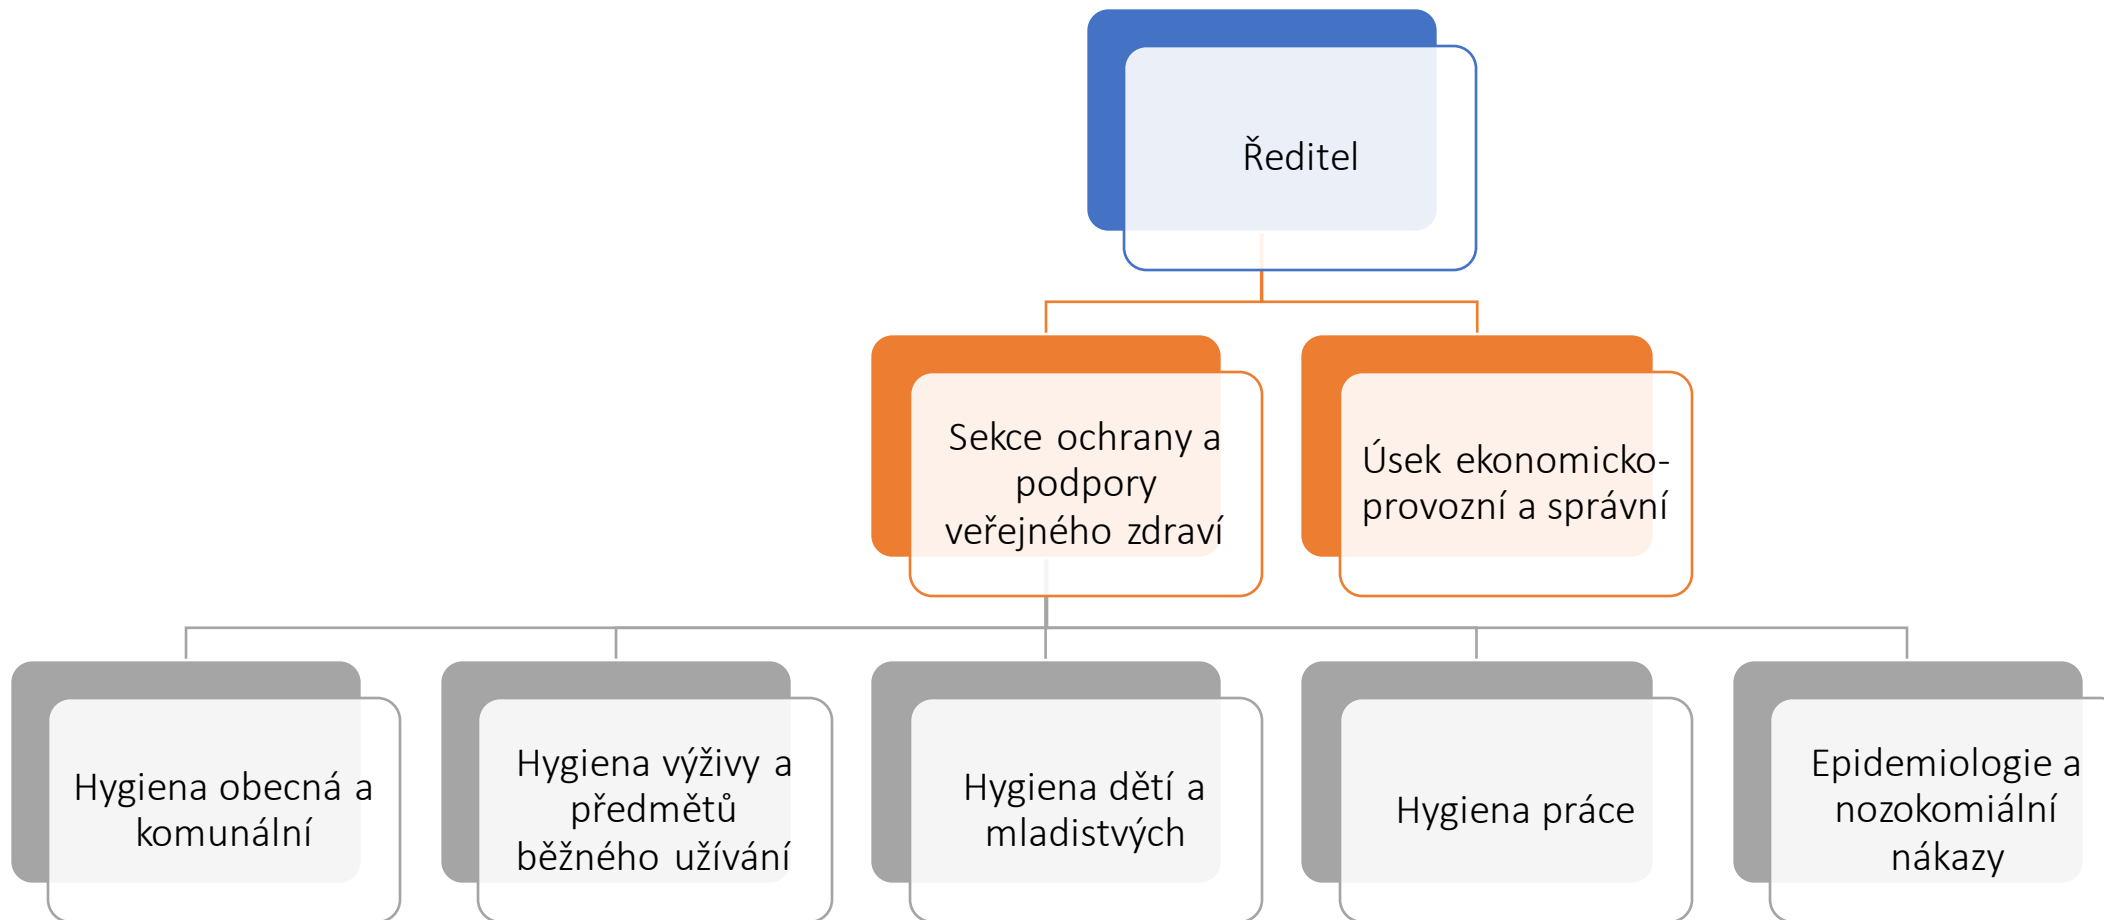 Ředitel
Sekce ochrany a
podpory
veřejného zdraví
Úsek ekonomicko-
provozní a správní
Hygiena obecná a
komunální
Hygiena výživy a
předmětů
běžného užívání
Hygiena dětí a
mladistvých
Hygiena práce
Epidemiologie a
nozokomiální
nákazy